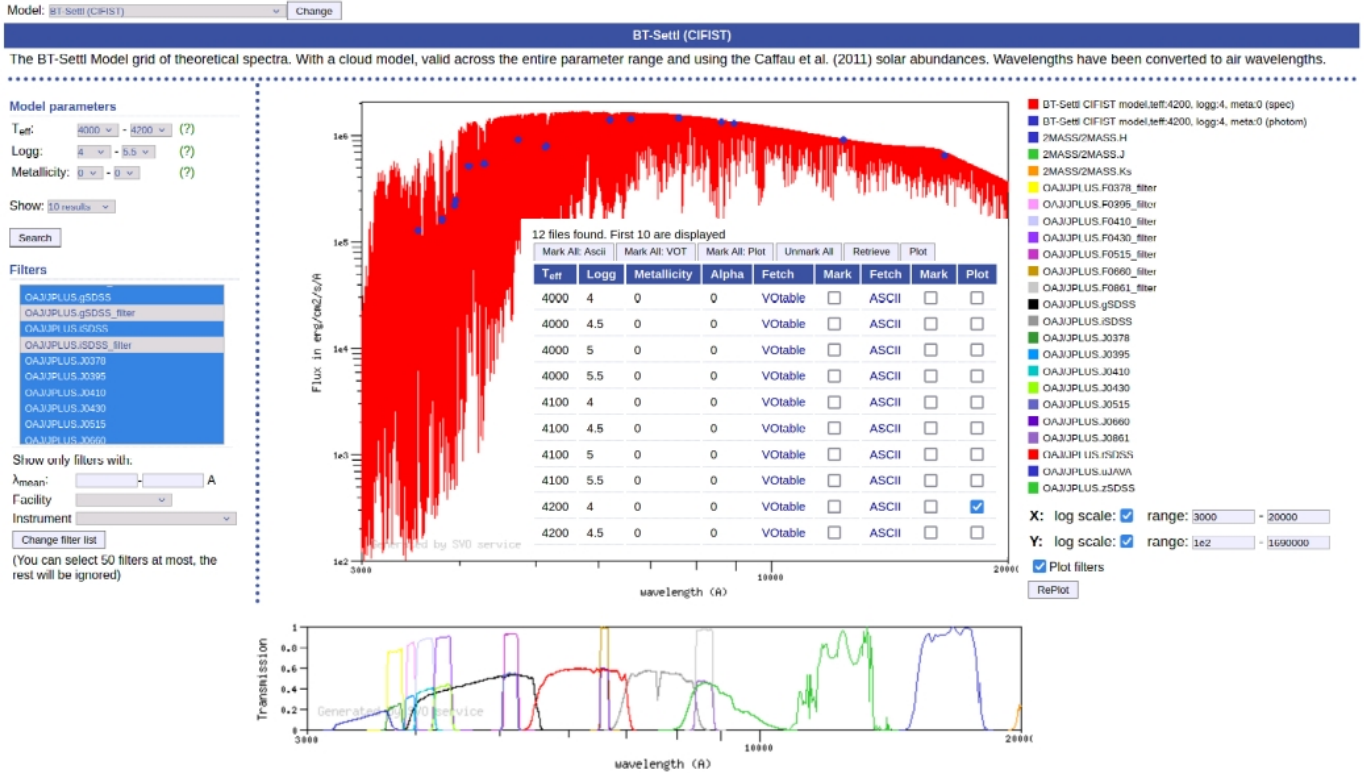 Model: BT-Settl (CIFIST) Change
BT-Settl (CIFIST)
The BT-Settl Model grid of theoretical spectra. With a cloud model, valid across the entire parameter range and using the Caffau et al. (2011) solar abundances. Wavelengths have been converted to air wavelengths.
Model parameters
Teff: 4000 - 4200 (?)
Logg: 4 - 5.5 (?)
Metallicity: 0 - 0 (?)
Show: 10 results
Search
Filters
OAJ/JPLUS.gSDSS
OAJ/JPLUS.gSDSS_filter
OAJ/JPLUS.iSDSS
OAJ/JPLUS.iSDSS_filter
OAJ/JPLUS.J0378
OAJ/JPLUS.J0395
OAJ/JPLUS.J0410
OAJ/JPLUS.J0430
OAJ/JPLUS.J0515
OAJ/JPLUS.J0660
Show only filters with:
λmean: - A
Facility
Instrument
Change filter list
(You can select 50 filters at most, the
rest will be ignored)
1e6
1e5
1e4
1e3
1e2
Flux in erg/cm2/s/A
3000 10000 2000(
wavelength (A)
Generated by SVO service
12 files found. First 10 are displayed
Mark All: Ascii Mark All: VOT Mark All: Plot Unmark All Retrieve Plot
Teff Logg Metallicity Alpha Fetch Mark Fetch Mark Plot
4000 4 0 0 VOtable ASCII
4000 4.5 0 0 VOtable ASCII
4000 5 0 0 VOtable ASCII
4000 5.5 0 0 VOtable ASCII
4100 4 0 0 VOtable ASCII
4100 4.5 0 0 VOtable ASCII
4100 5 0 0 VOtable ASCII
4100 5.5 0 0 VOtable ASCII
4200 4 0 0 VOtable ASCII
4200 4.5 0 0 VOtable ASCII
BT-Settl CIFIST model,teff:4200, logg:4, meta:0 (spec)
BT-Settl CIFIST model,teff:4200, logg:4, meta:0 (photom)
2MASS/2MASS.H
2MASS/2MASS.J
2MASS/2MASS.Ks
OAJ/JPLUS.F0378_filter
OAJ/JPLUS.F0395_filter
OAJ/JPLUS.F0410_filter
OAJ/JPLUS.F0430_filter
OAJ/JPLUS.F0515_filter
OAJ/JPLUS.F0660_filter
OAJ/JPLUS.F0861_filter
OAJ/JPLUS.gSDSS
OAJ/JPLUS.iSDSS
OAJ/JPLUS.J0378
OAJ/JPLUS.J0395
OAJ/JPLUS.J0410
OAJ/JPLUS.J0430
OAJ/JPLUS.J0515
OAJ/JPLUS.J0660
OAJ/JPLUS.J0861
OAJ/JPLUS.rSDSS
OAJ/JPLUS.uJAVA
OAJ/JPLUS.zSDSS
X: log scale: range: 3000 - 20000
Y: log scale: range: 1e2 - 1690000
Plot filters
RePlot
1
0.8
0.6
0.4
0.2
0
Transmission
Generated by SVO service
3000 10000 2000(
wavelength (A)